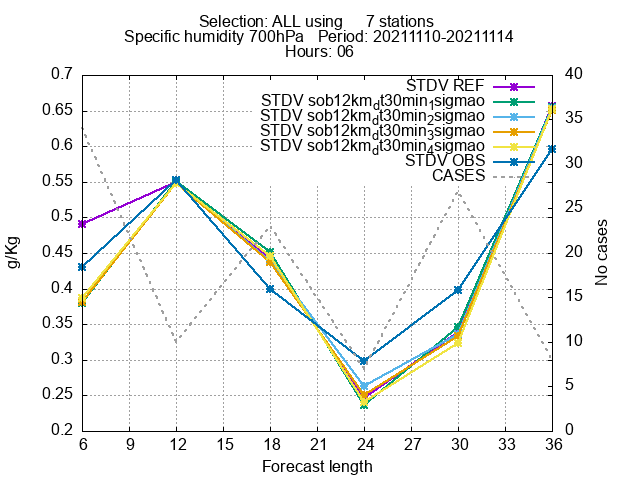 Selection: ALL using 7 stations
Specific humidity 700hPa Period: 20211110-20211114
Hours: 06
0.7
0.65
0.6
0.55
0.5
0.45
0.4
0.35
0.3
0.25
0.2
g/Kg
STDV REF
STDV sob12km_dt30min_1sigmao
STDV sob12km_dt30min_2sigmao
STDV sob12km_dt30min_3sigmao
STDV sob12km_dt30min_4sigmao
STDV OBS
CASES
40
35
30
25
20
15
10
5
0
No cases
6 9 12 15 18 21 24 27 30 33 36
Forecast length